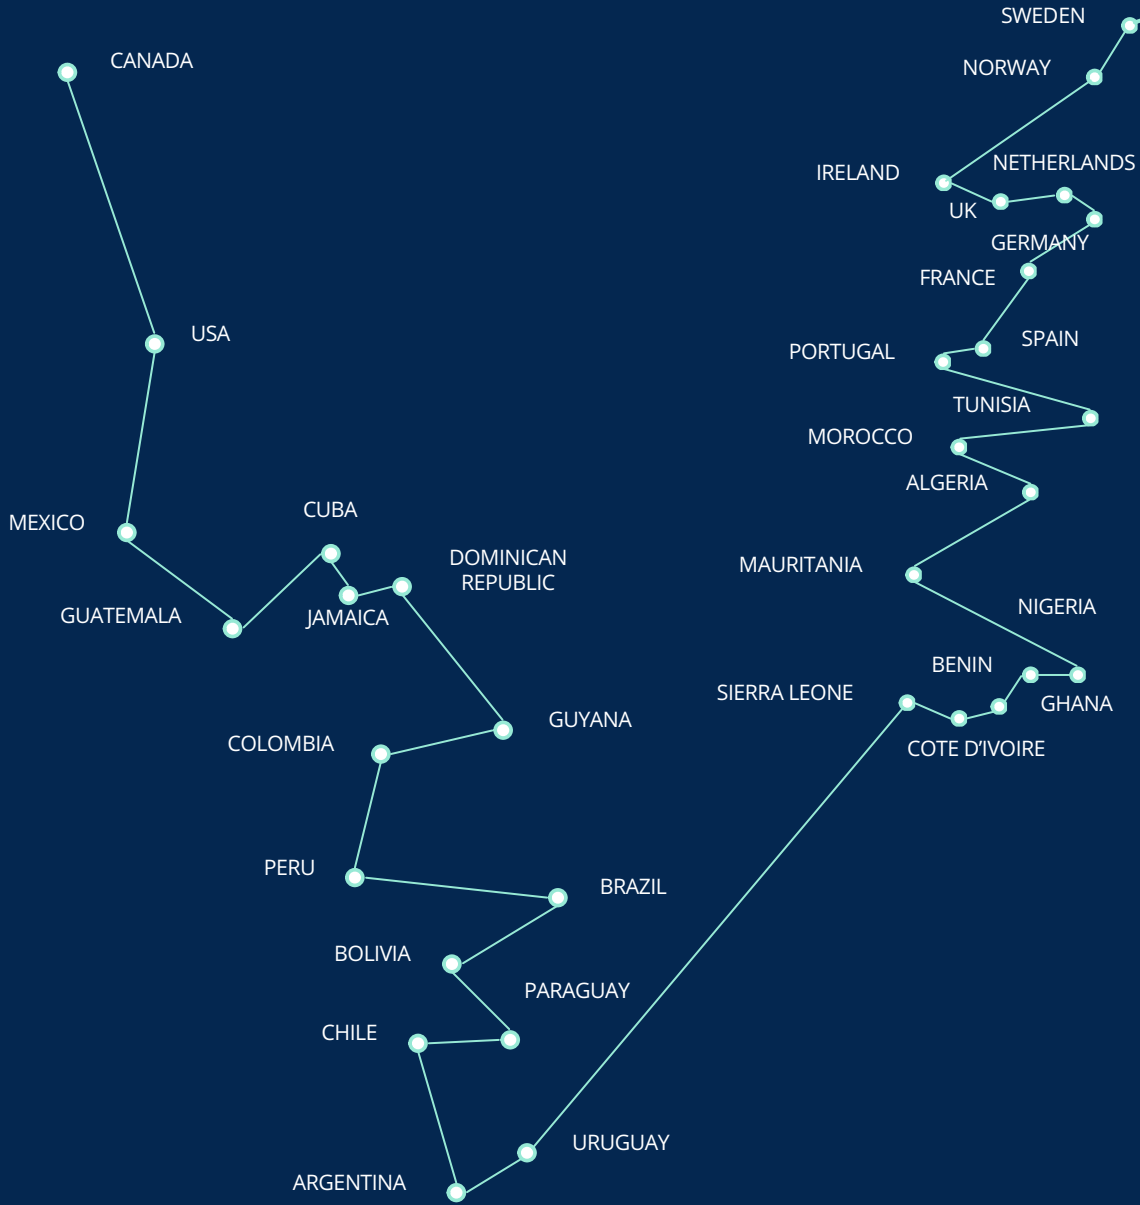 SWEDEN
CANADA
NORWAY
NETHERLANDS
IRELAND
UK
GERMANY
FRANCE
USA
SPAIN
PORTUGAL
TUNISIA
MOROCCO
ALGERIA
CUBA
MEXICO
DOMINICAN
REPUBLIC
MAURITANIA
NIGERIA
GUATEMALA
JAMAICA
BENIN
SIERRA LEONE
GHANA
GUYANA
COLOMBIA
COTE D'IVOIRE
PERU
BRAZIL
BOLIVIA
PARAGUAY
CHILE
URUGUAY
ARGENTINA